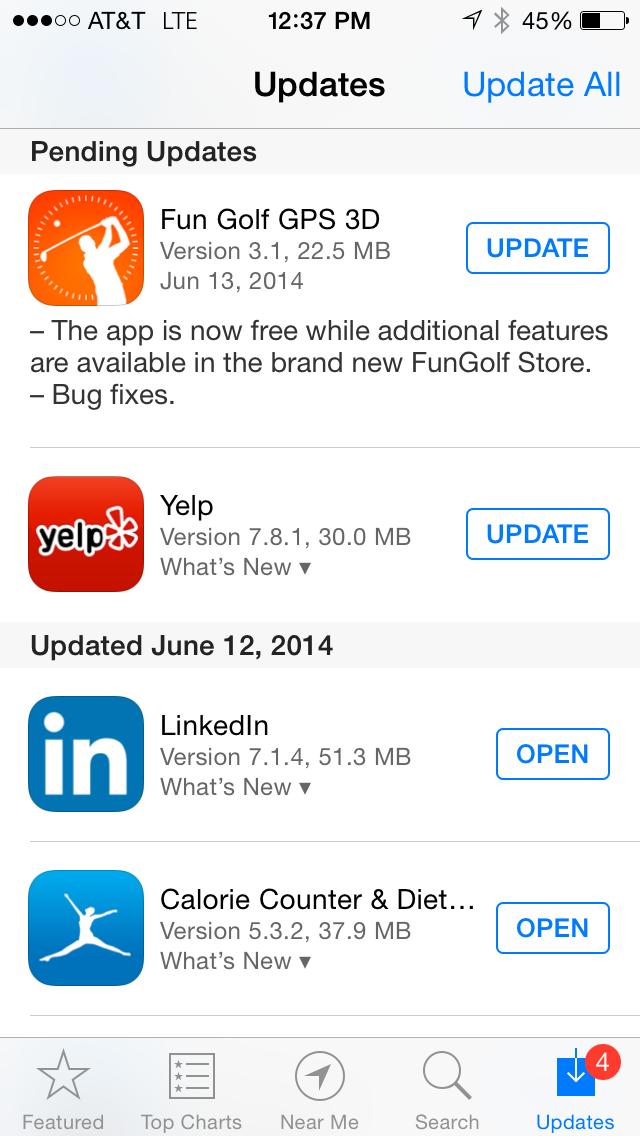 AT&T LTE 12:37 PM 45%
Updates Update All
Pending Updates
Fun Golf GPS 3D
Version 3.1, 22.5 MB
Jun 13, 2014
UPDATE
– The app is now free while additional features
are available in the brand new FunGolf Store.
– Bug fixes.
yelp
Yelp
Version 7.8.1, 30.0 MB
What's New ▾
UPDATE
Updated June 12, 2014
in
LinkedIn
Version 7.1.4, 51.3 MB
What's New ▾
OPEN
Calorie Counter & Diet...
Version 5.3.2, 37.9 MB
What's New ▾
OPEN
4
Featured Top Charts Near Me Search Updates